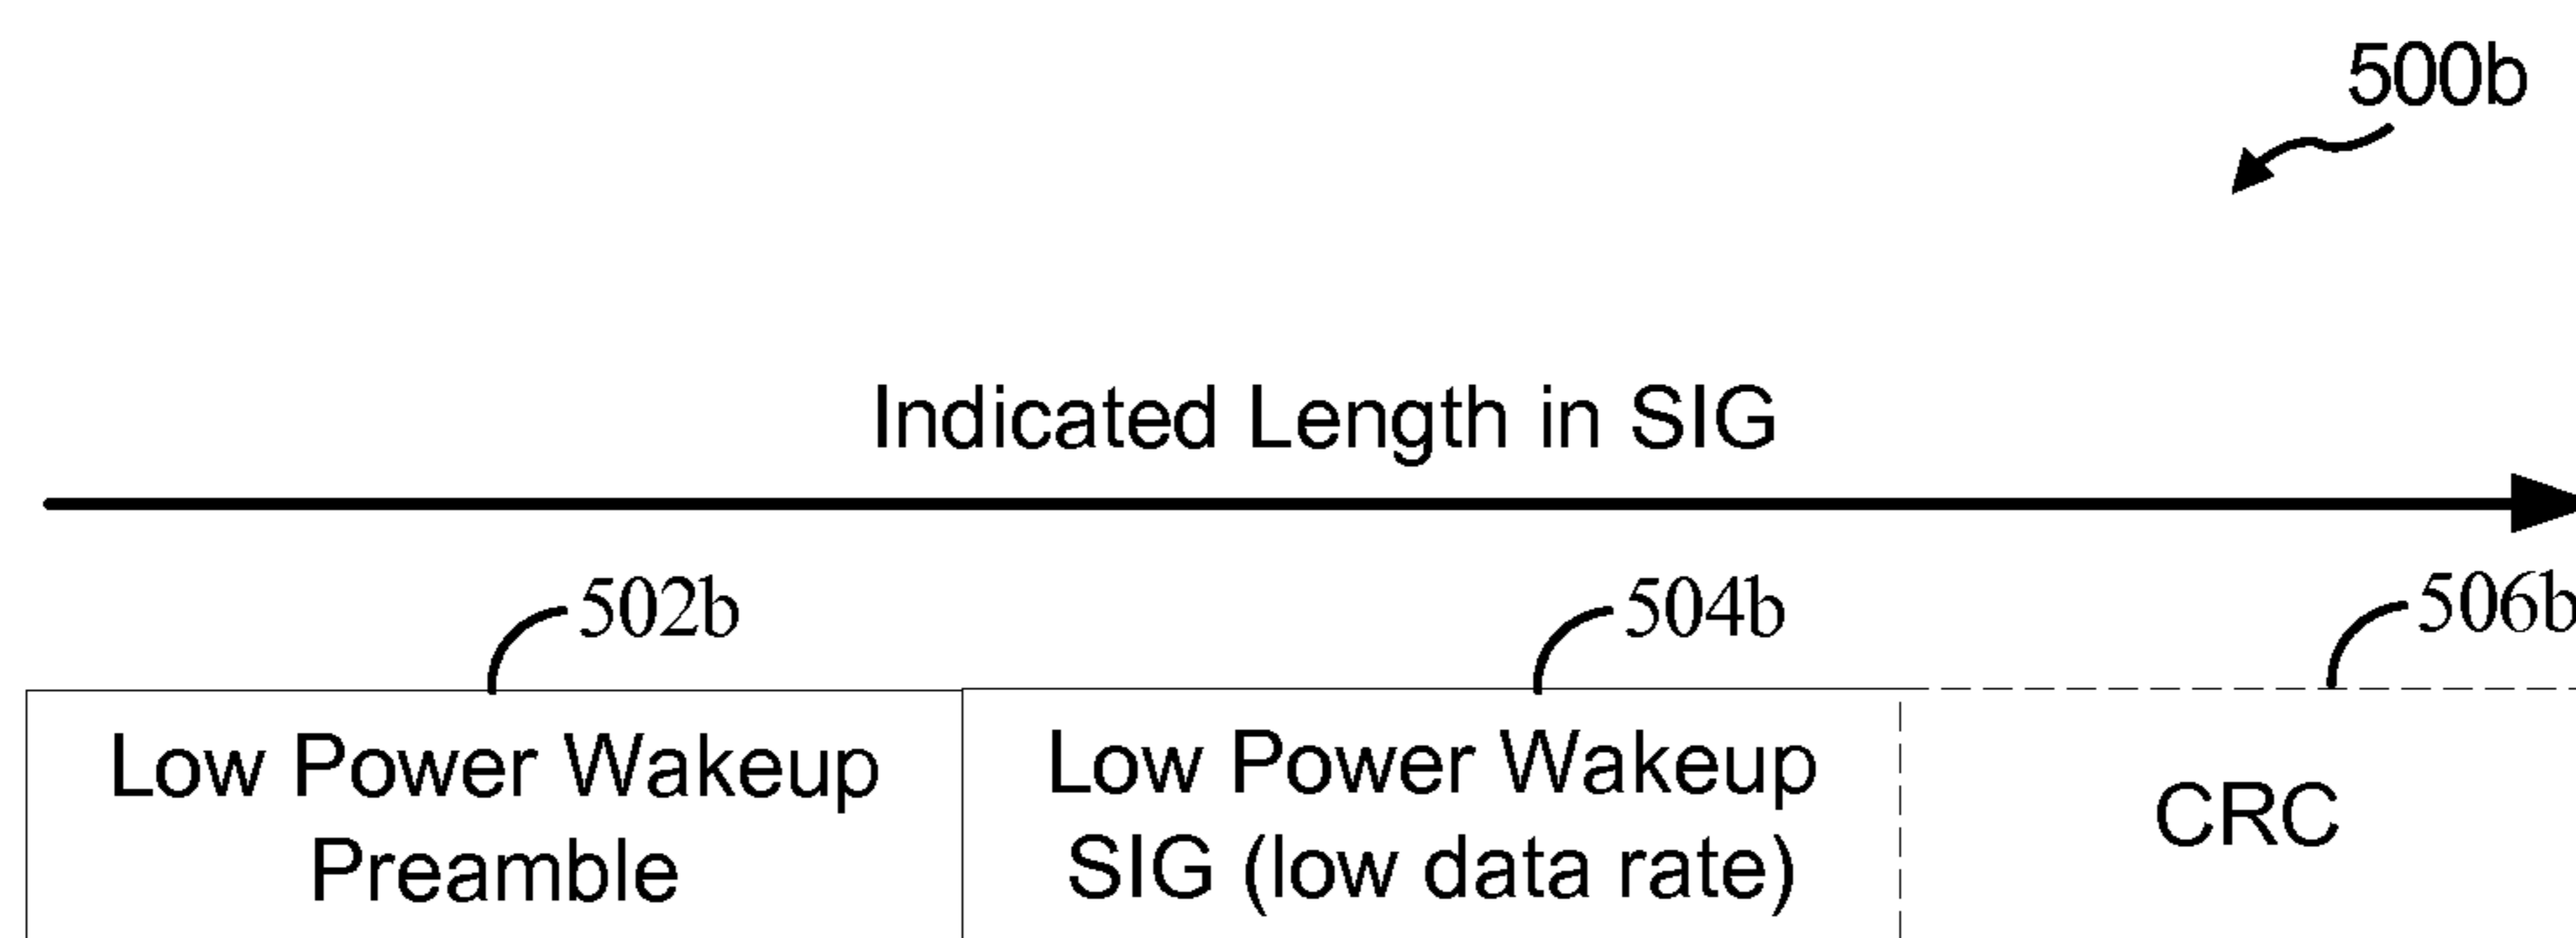 500b
Indicated Length in SIG
502b
504b
506b
Low Power Wakeup
Preamble
Low Power Wakeup
SIG (low data rate)
CRC